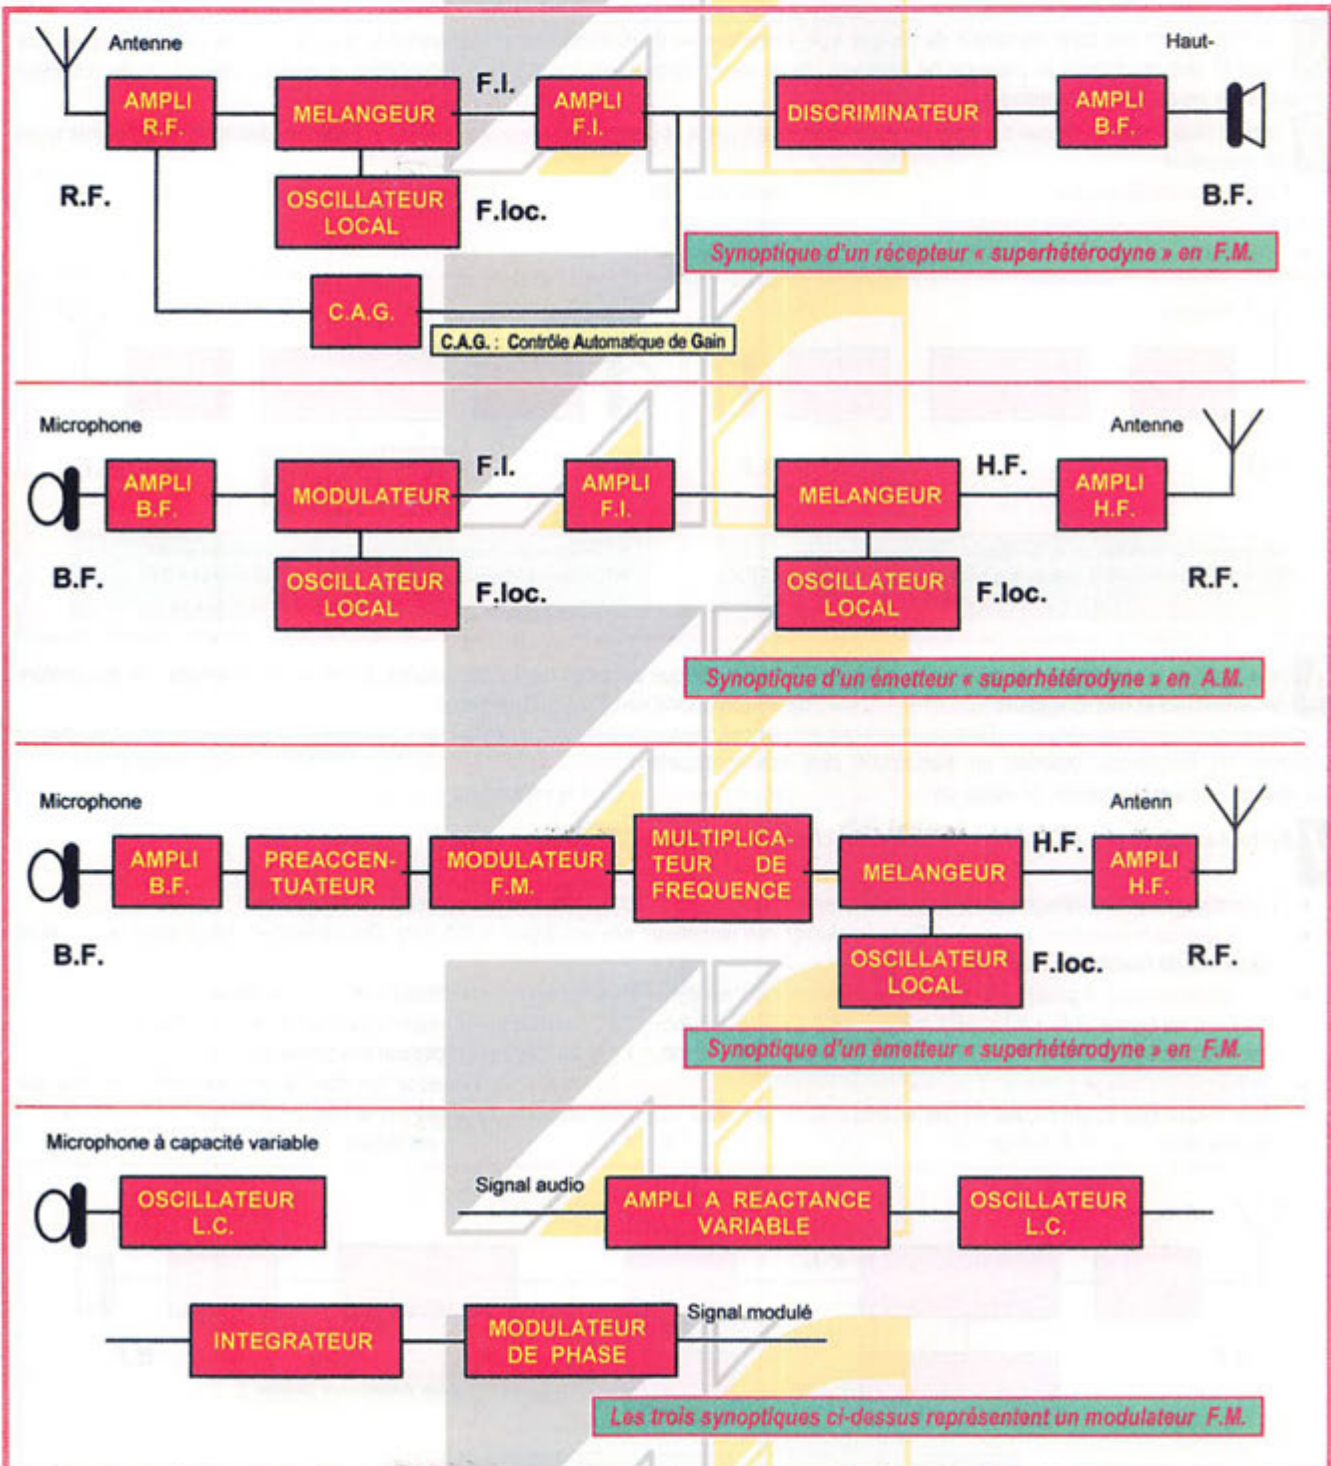 Antenne
Haut-
AMPLI
R.F.
MELANGEUR
F.I.
AMPLI
F.I.
DISCRIMINATEUR
AMPLI
B.F.
R.F.
OSCILLATEUR
LOCAL
F.loc.
B.F.
Synoptique d'un récepteur « superhétérodyne » en F.M.
C.A.G.
C.A.G. : Contrôle Automatique de Gain
Microphone
Antenne
AMPLI
B.F.
MODULATEUR
F.I.
AMPLI
F.I.
MELANGEUR
H.F.
AMPLI
H.F.
B.F.
OSCILLATEUR
LOCAL
F.loc.
OSCILLATEUR
LOCAL
F.loc.
R.F.
Synoptique d'un émetteur « superhétérodyne » en A.M.
Microphone
Antenn
AMPLI
B.F.
PREACCEN-
TUATEUR
MODULATEUR
F.M.
MULTIPLICA-
TEUR DE
FREQUENCE
MELANGEUR
H.F.
AMPLI
H.F.
B.F.
OSCILLATEUR
LOCAL
F.loc.
R.F.
Synoptique d'un émetteur « superhétérodyne » en F.M.
Microphone à capacité variable
OSCILLATEUR
L.C.
Signal audio
AMPLI A REACTANCE
VARIABLE
OSCILLATEUR
L.C.
INTEGRATEUR
MODULATEUR
DE PHASE
Signal modulé
Les trois synoptiques ci-dessus représentent un modulateur F.M.